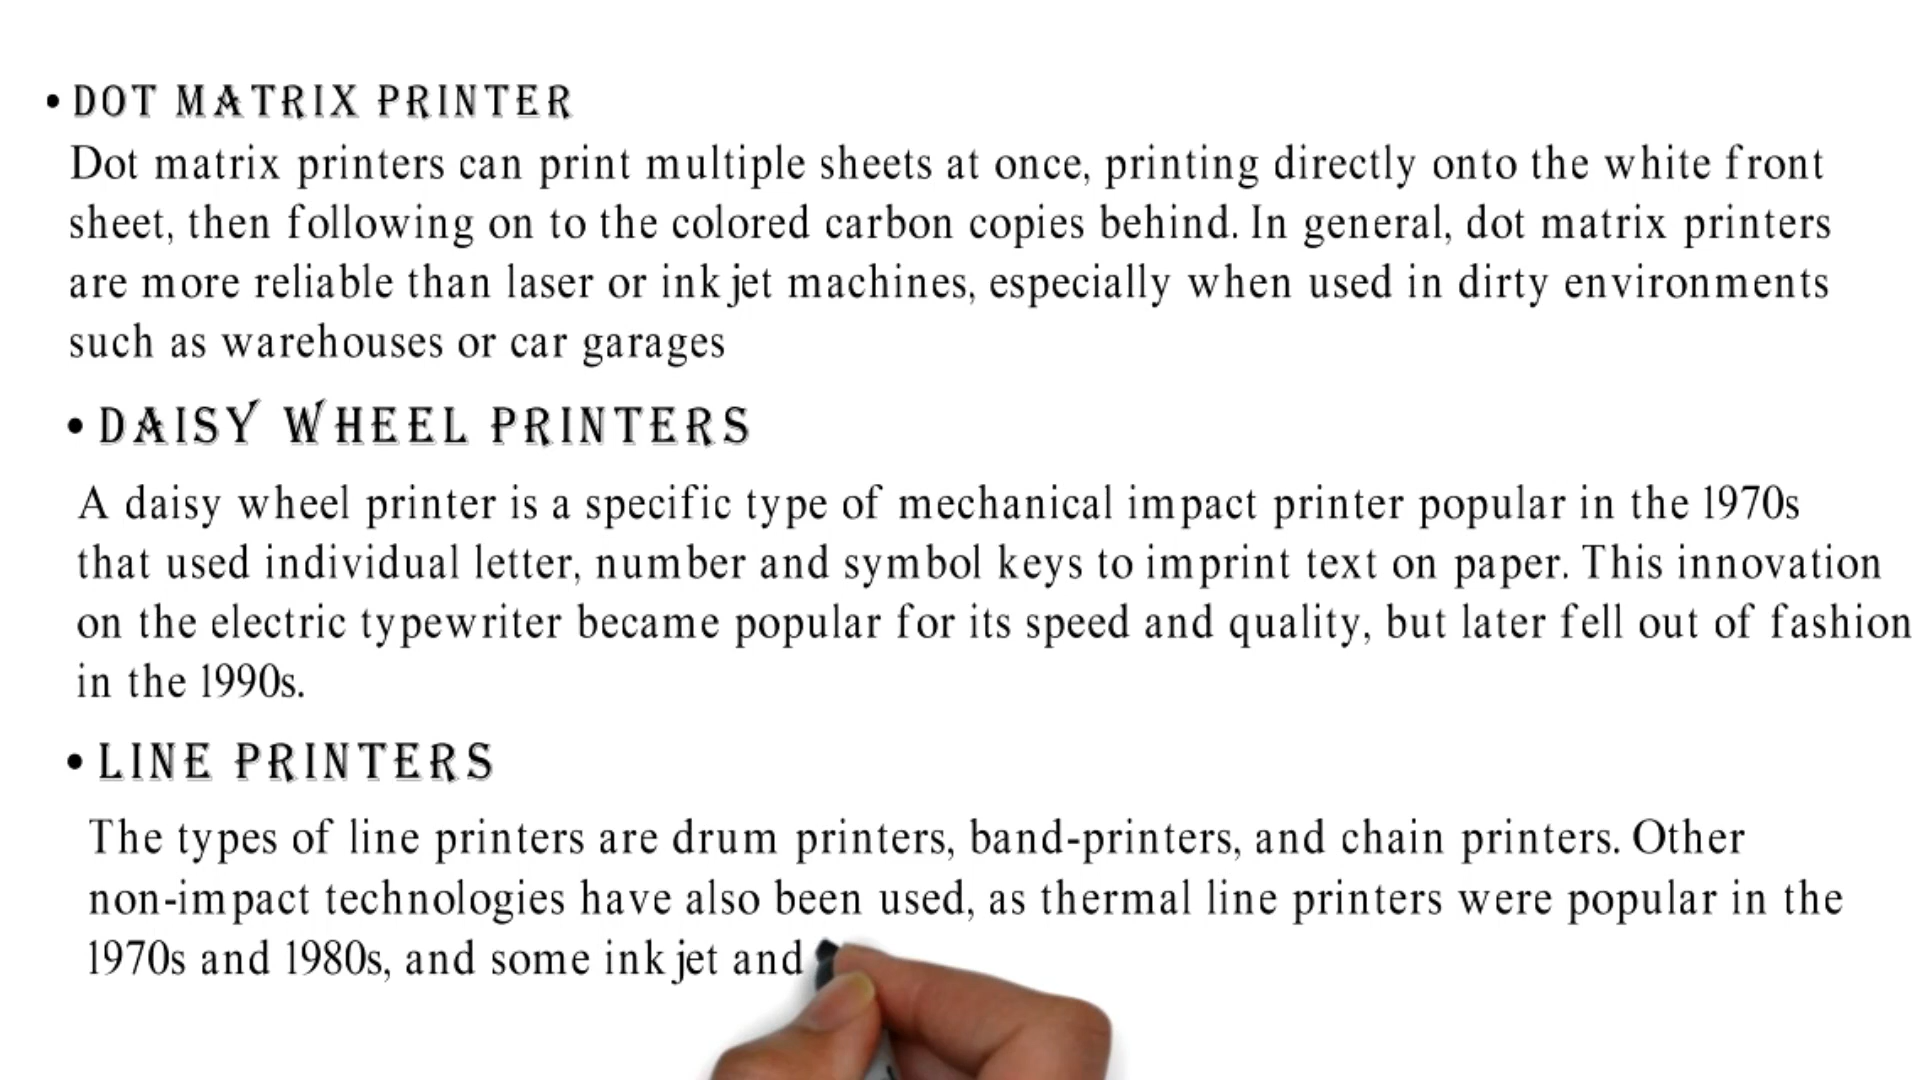 • DOT MATRIX PRINTER
Dot matrix printers can print multiple sheets at once, printing directly onto the white front
sheet, then following on to the colored carbon copies behind. In general, dot matrix printers
are more reliable than laser or inkjet machines, especially when used in dirty environments
such as warehouses or car garages
• DAISY WHEEL PRINTERS
A daisy wheel printer is a specific type of mechanical impact printer popular in the 1970s
that used individual letter, number and symbol keys to imprint text on paper. This innovation
on the electric typewriter became popular for its speed and quality, but later fell out of fashion
in the 1990s.
• LINE PRINTERS
The types of line printers are drum printers, band-printers, and chain printers. Other
non-impact technologies have also been used, as thermal line printers were popular in the
1970s and 1980s, and some inkjet and